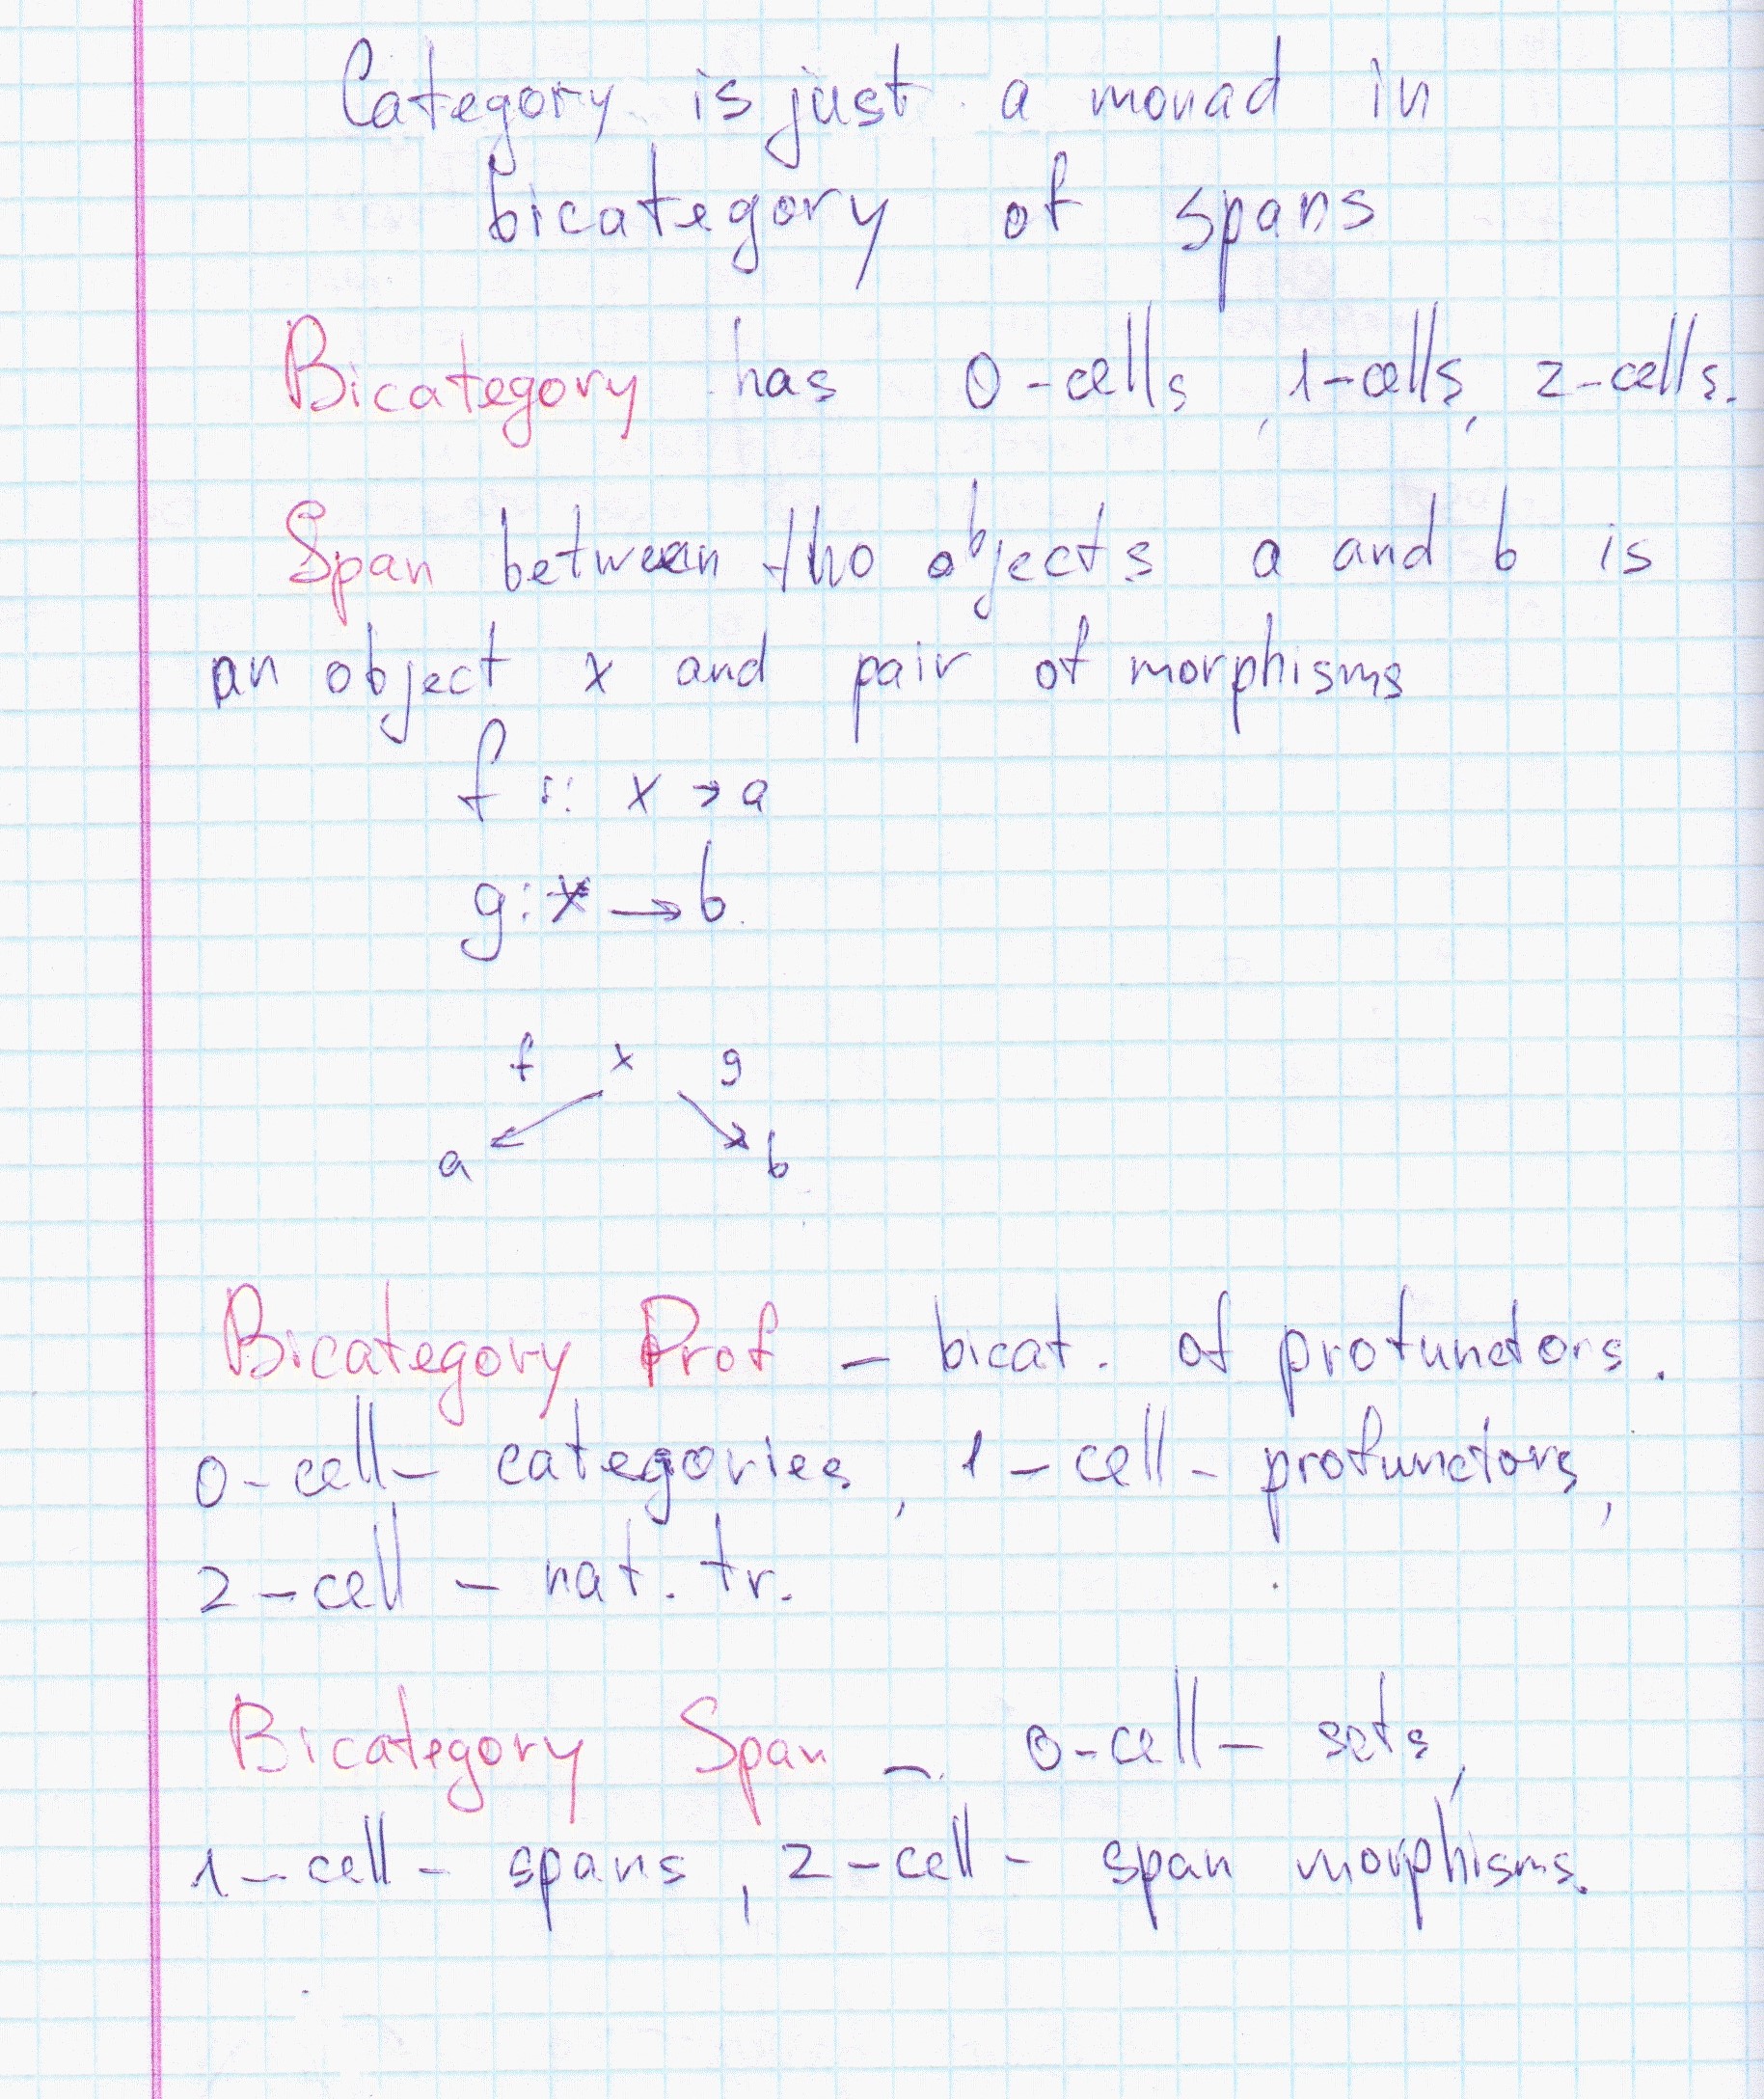 Category is just a monad in
bicategory of spans
Bicategory has 0-cells, 1-cells, 2-cells.
Span between tho objects a and b is
an object x and pair of morphisms
f :: x → a
g : x → b.
f x g
a b
Bicategory Prof – bicat. of profunctors.
0-cell – categories, 1-cell - profunctors,
2-cell – nat. tr.
Bicategory Span – 0-cell – sets,
1-cell - spans, 2-cell - span morphisms.